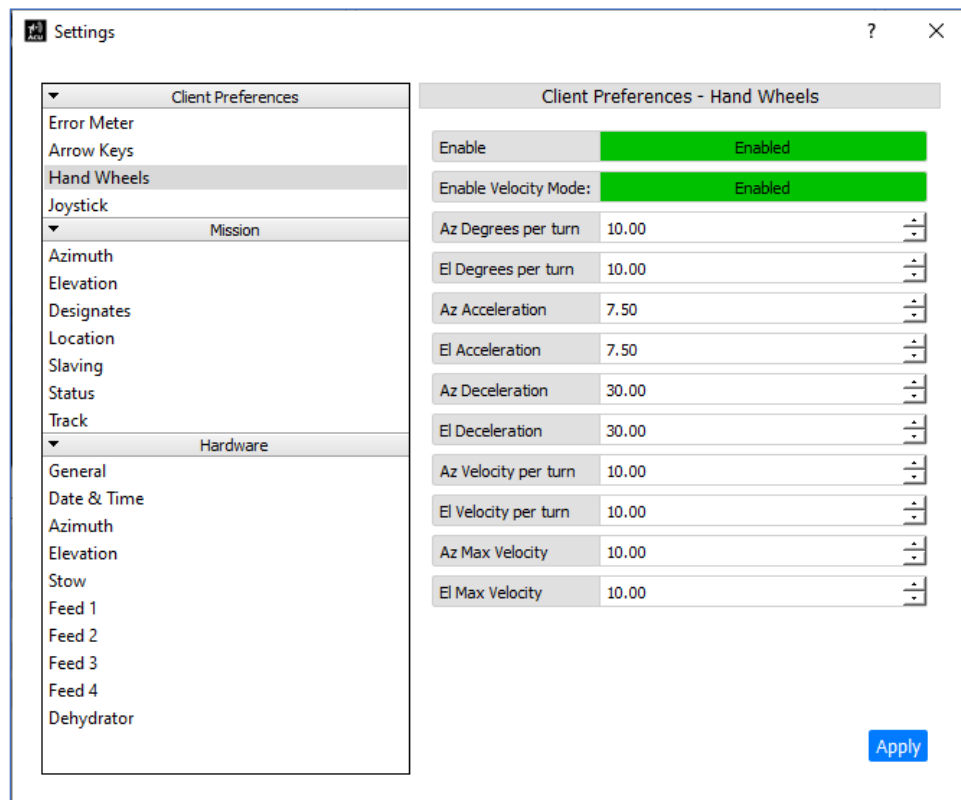 ACU Settings ?
Client Preferences
Error Meter
Arrow Keys
Hand Wheels
Joystick
Mission
Azimuth
Elevation
Designates
Location
Slaving
Status
Track
Hardware
General
Date & Time
Azimuth
Elevation
Stow
Feed 1
Feed 2
Feed 3
Feed 4
Dehydrator
Client Preferences - Hand Wheels
Enable Enabled
Enable Velocity Mode: Enabled
Az Degrees per turn 10.00
El Degrees per turn 10.00
Az Acceleration 7.50
El Acceleration 7.50
Az Deceleration 30.00
El Deceleration 30.00
Az Velocity per turn 10.00
El Velocity per turn 10.00
Az Max Velocity 10.00
El Max Velocity 10.00
Apply